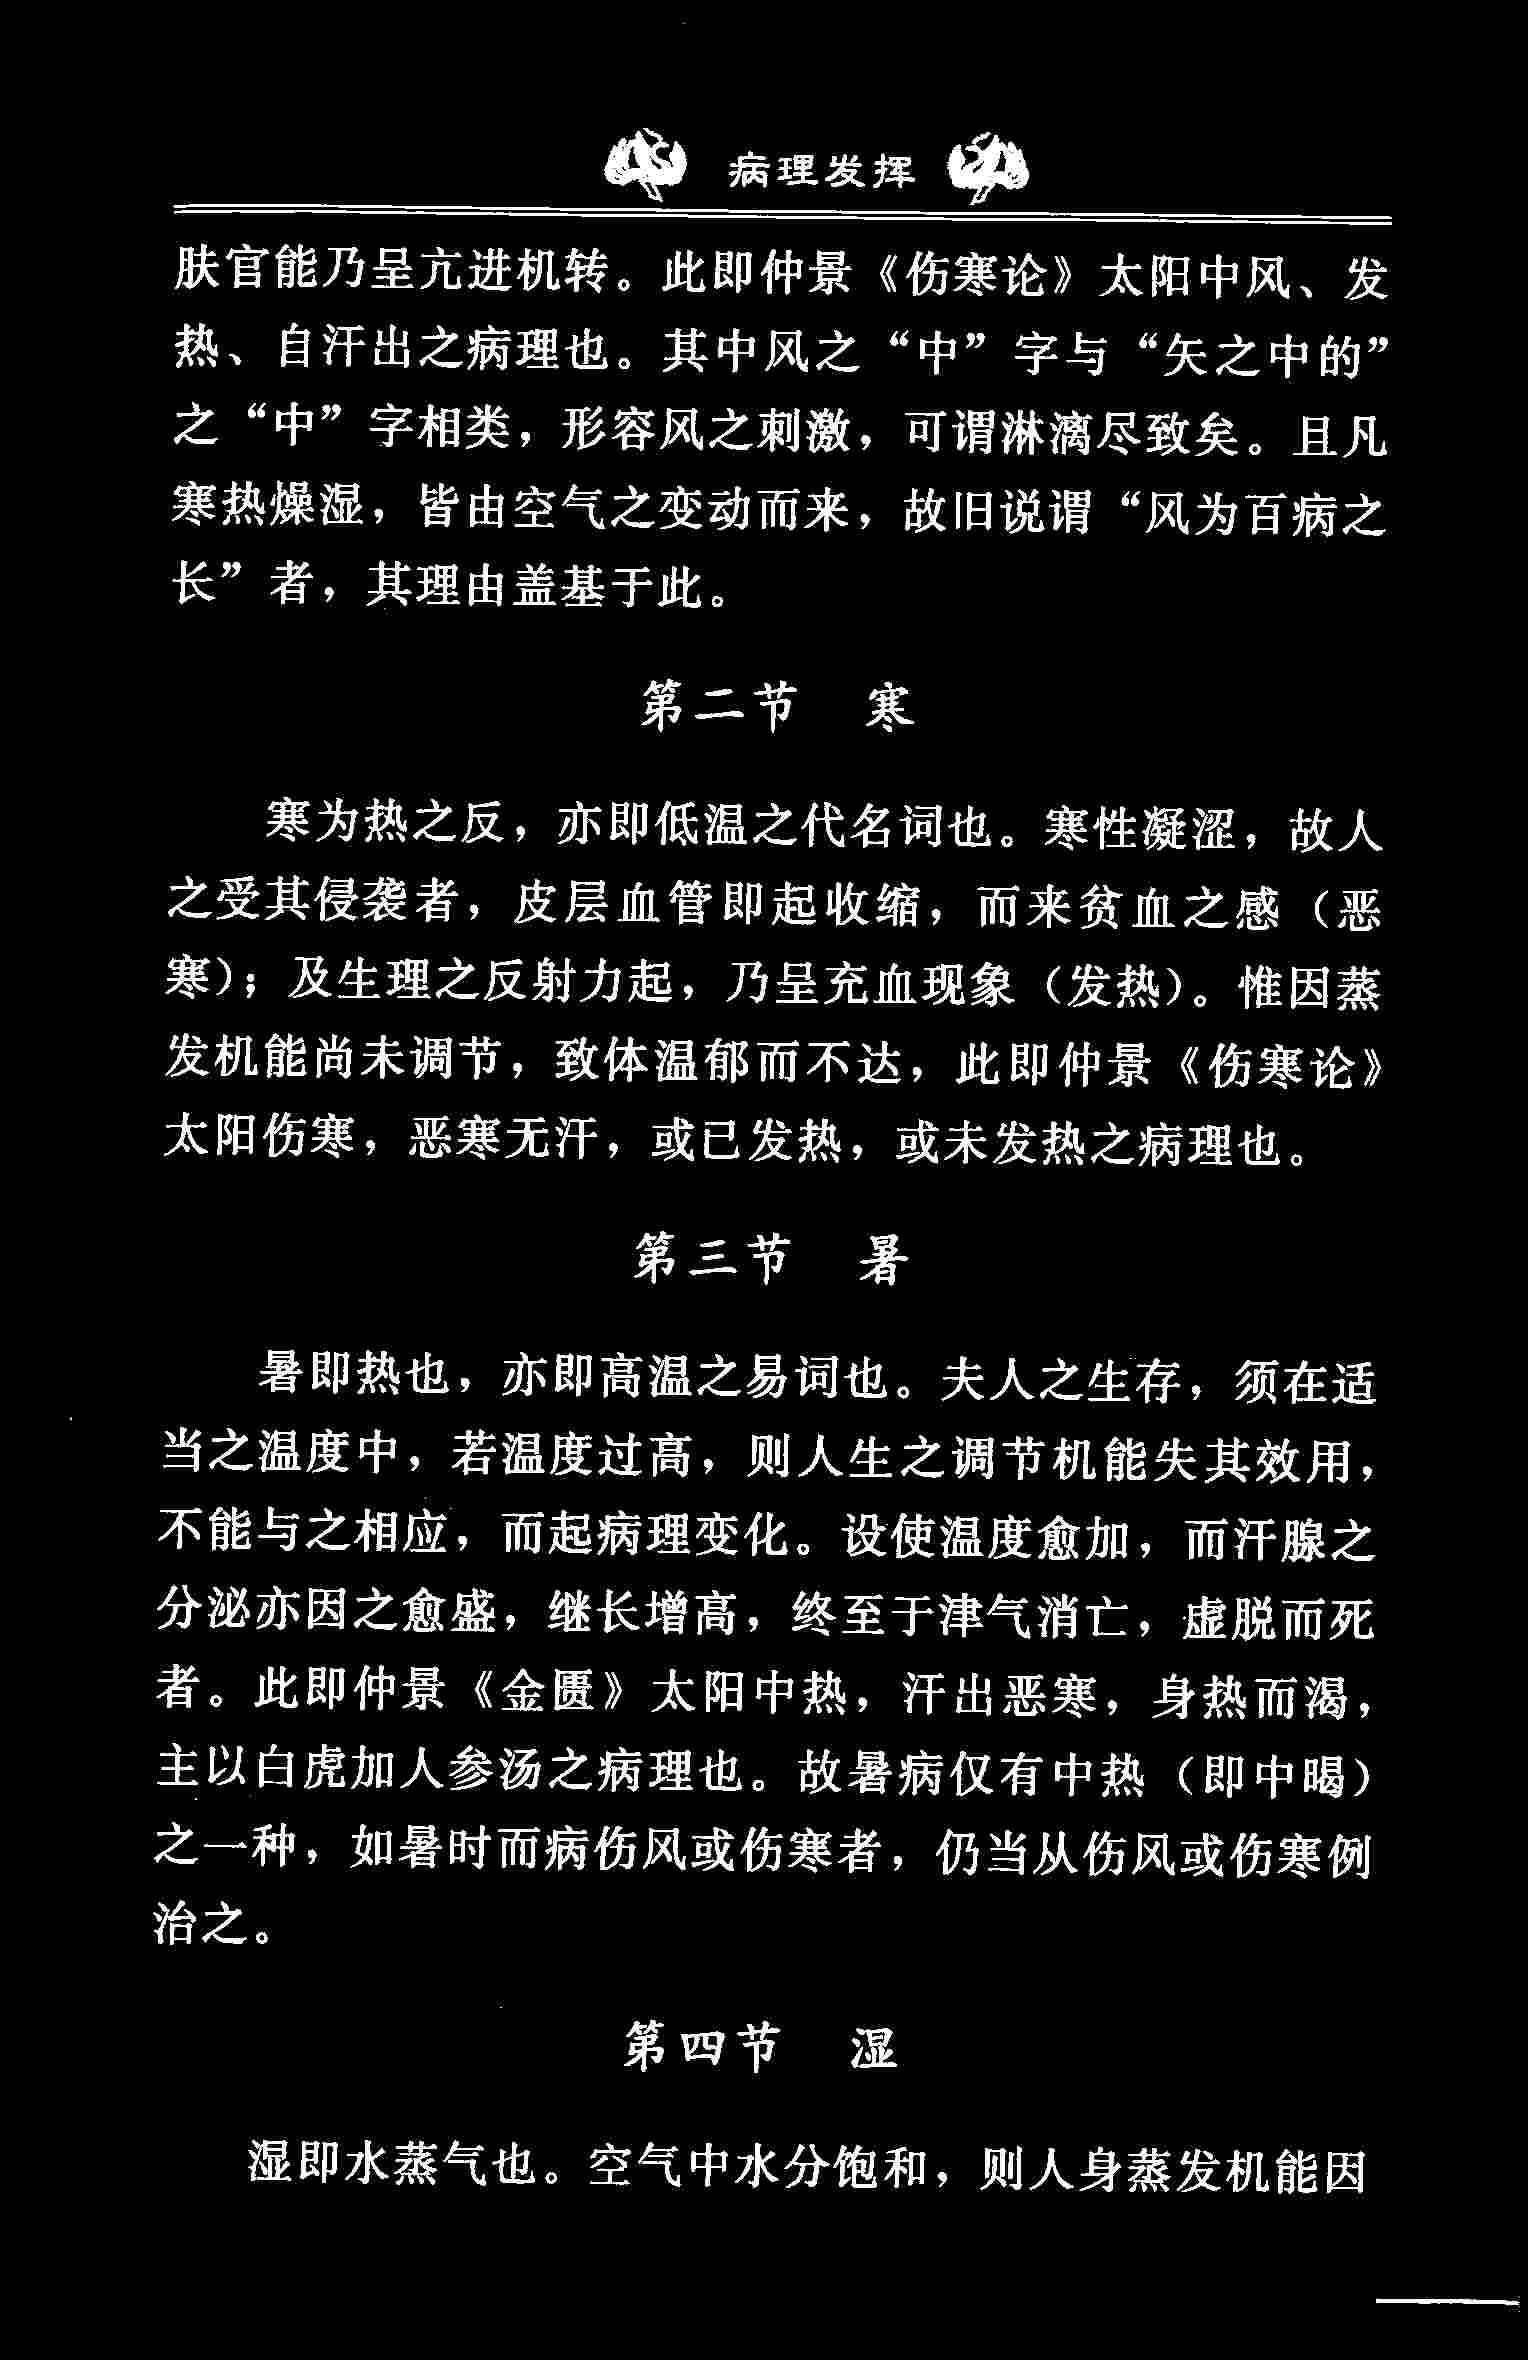 病理发挥
肤官能乃呈亢进机转。此即仲景《伤寒论》太阳中风、发
热、自汗出之病理也。其中风之“中”字与“矢之中的”
之“中”字相类，形容风之刺激，可谓淋漓尽致矣。且凡
寒热燥湿，皆由空气之变动而来，故旧说谓“风为百病之
长”者，其理由盖基于此。
第二节 寒
寒为热之反，亦即低温之代名词也。寒性凝涩，故人
之受其侵袭者，皮层血管即起收缩，而来贫血之感（恶
寒）；及生理之反射力起，乃呈充血现象（发热）。惟因蒸
发机能尚未调节，致体温郁而不达，此即仲景《伤寒论》
太阳伤寒，恶寒无汗，或已发热，或未发热之病理也。
第三节 暑
暑即热也，亦即高温之易词也。夫人之生存，须在适
当之温度中，若温度过高，则人生之调节机能失其效用，
不能与之相应，而起病理变化。设使温度愈加，而汗腺之
分泌亦因之愈盛，继长增高，终至于津气消亡，虚脱而死
者。此即仲景《金匮》太阳中热，汗出恶寒，身热而渴，
主以白虎加人参汤之病理也。故暑病仅有中热（即中暍）
之一种，如暑时而病伤风或伤寒者，仍当从伤风或伤寒例
治之。
第四节 湿
湿即水蒸气也。空气中水分饱和，则人身蒸发机能因